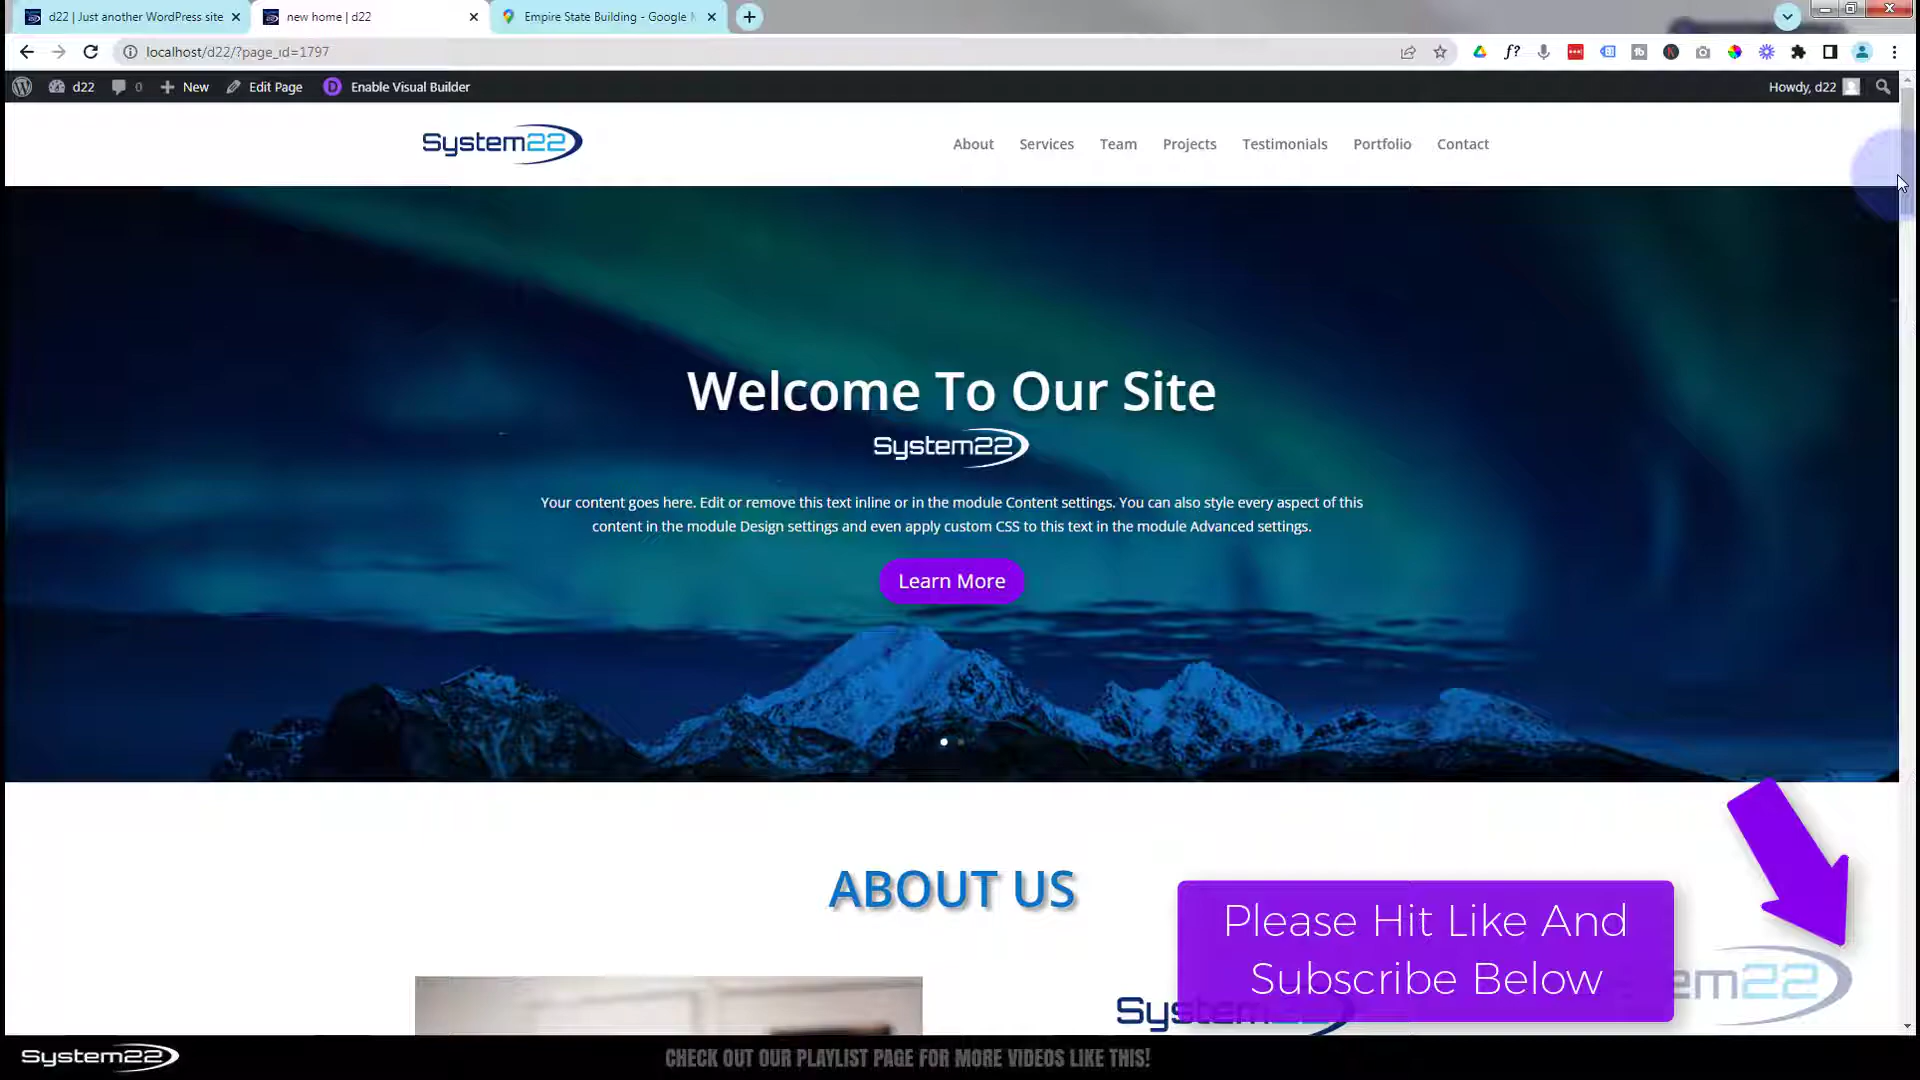 d22 | Just another WordPress site
new home | d22
Empire State Building - Google M
localhost/d22/?page_id=1797
d22
0
New
Edit Page
Enable Visual Builder
Howdy, d22
System22
About
Services
Team
Projects
Testimonials
Portfolio
Contact
Welcome To Our Site
System22
Your content goes here. Edit or remove this text inline or in the module Content settings. You can also style every aspect of this
content in the module Design settings and even apply custom CSS to this text in the module Advanced settings.
Learn More
ABOUT US
Please Hit Like And
Subscribe Below
System22
em22
System22
CHECK OUT OUR PLAYLIST PAGE FOR MORE VIDEOS LIKE THIS!